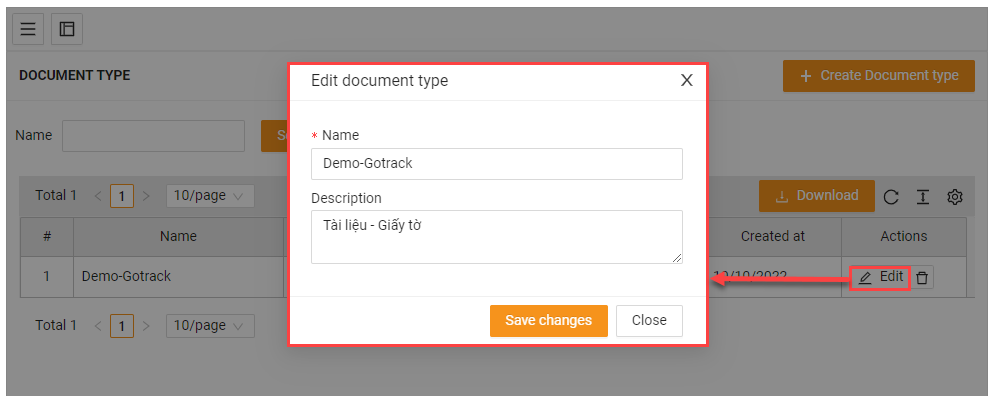 DOCUMENT TYPE
+ Create Document type
Name
Edit document type
X
* Name
Demo-Gotrack
Description
Tài liệu - Giấy tờ
Save changes
Close
Total 1 < 1 > 10/page
Download
# Name Created at Actions
1 Demo-Gotrack 10/10/2022 Edit
Total 1 < 1 > 10/page